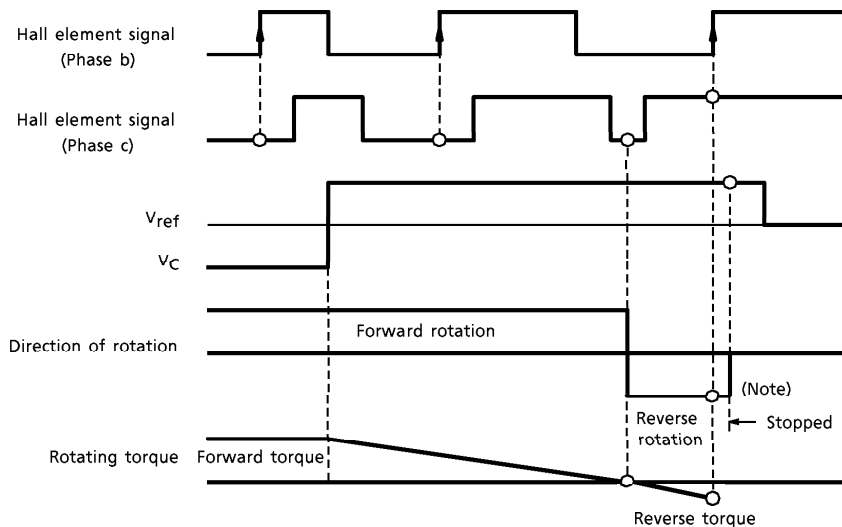 Hall element signal
(Phase b)
Hall element signal
(Phase c)
Vref
VC
Forward rotation
Direction of rotation
(Note)
Reverse
rotation
Stopped
Rotating torque
Forward torque
Reverse torque